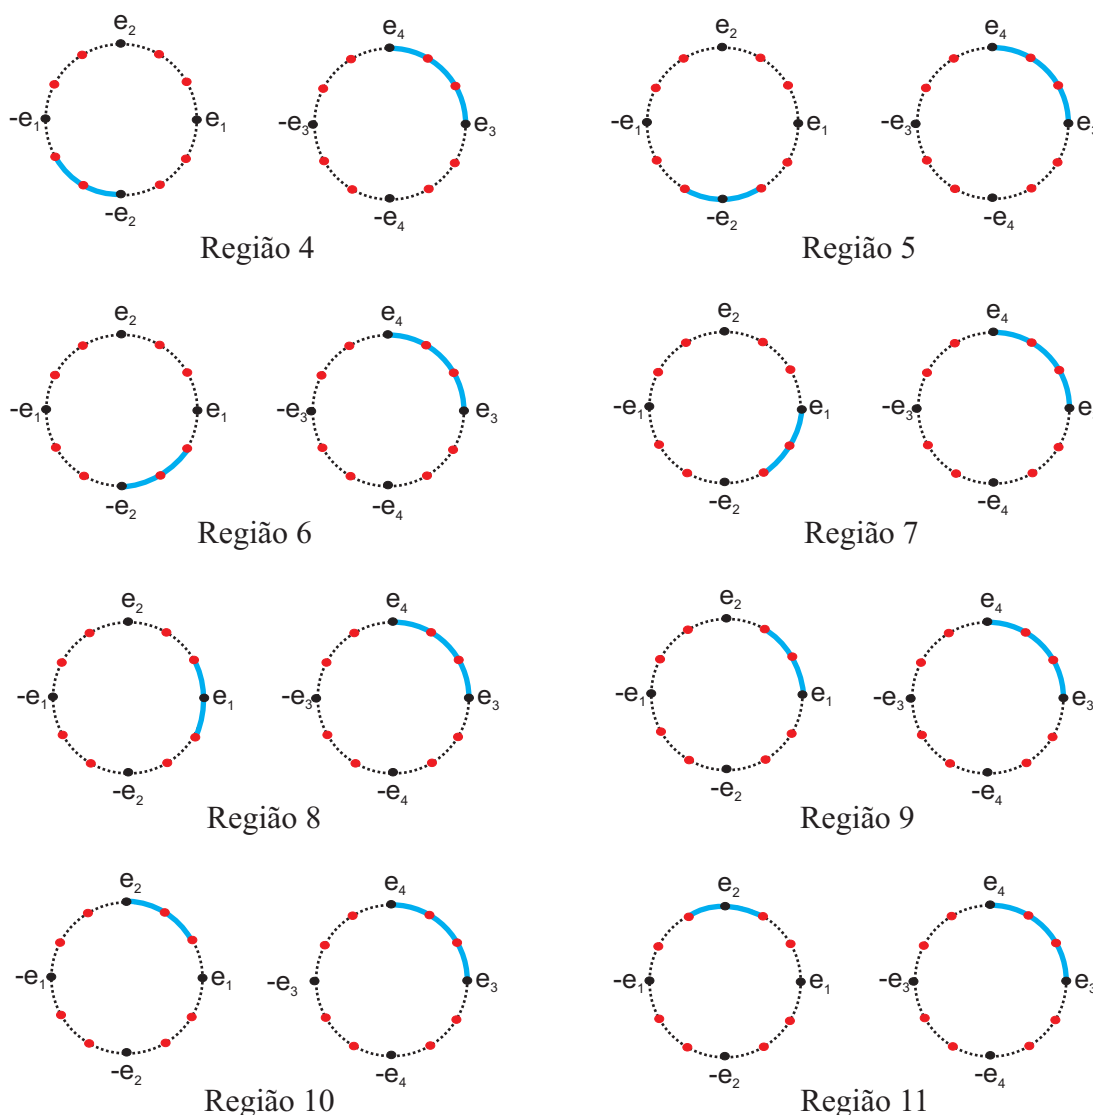 e₂ e₄ e₂ e₄
-e₁ e₁ -e₃ e₃ -e₁ e₁ -e₃ e
-e₂ -e₄ -e₂ -e₄
Região 4 Região 5
e₂ e₄ e₂ e₄
-e₁ e₁ -e₃ e₃ -e₁ e₁ -e₃ e
-e₂ -e₄ -e₂ -e₄
Região 6 Região 7
e₂ e₄ e₂ e₄
-e₁ e₁ -e₃ e₃ -e₁ e₁ -e₃ e₃
-e₂ -e₄ -e₂ -e₄
Região 8 Região 9
e₂ e₄ e₂ e₄
-e₁ e₁ -e₃ e₃ -e₁ e₁ -e₃ e₃
-e₂ -e₄ -e₂ -e₄
Região 10 Região 11